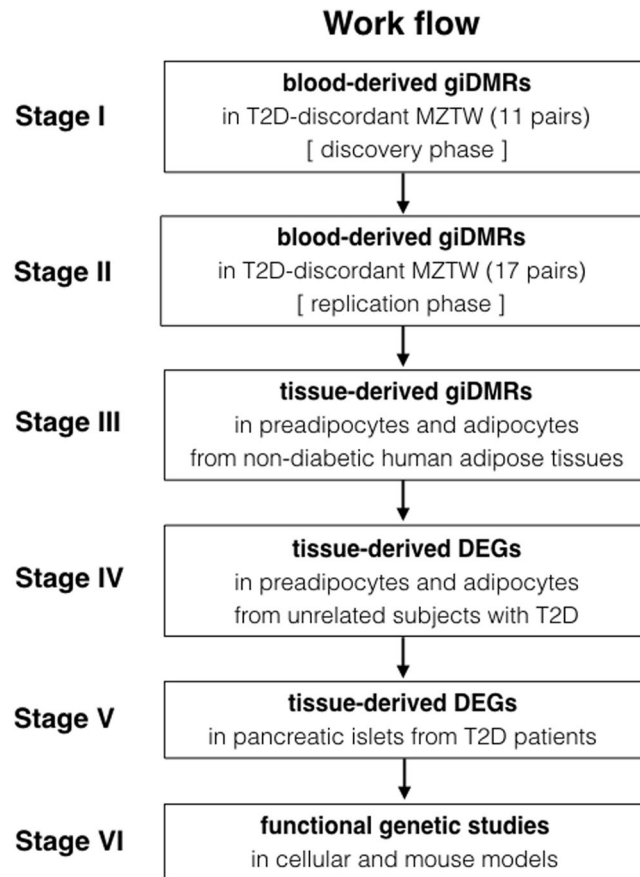 Work flow
Stage I
blood-derived giDMRs
in T2D-discordant MZTW (11 pairs)
[ discovery phase ]
Stage II
blood-derived giDMRs
in T2D-discordant MZTW (17 pairs)
[ replication phase ]
Stage III
tissue-derived giDMRs
in preadipocytes and adipocytes
from non-diabetic human adipose tissues
Stage IV
tissue-derived DEGs
in preadipocytes and adipocytes
from unrelated subjects with T2D
Stage V
tissue-derived DEGs
in pancreatic islets from T2D patients
Stage VI
functional genetic studies
in cellular and mouse models